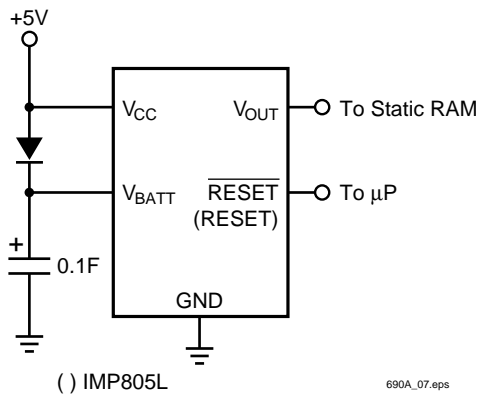 +5V
VCC
VOUT
To Static RAM
VBATT
RESET
To μP
(RESET)
+
0.1F
GND
( ) IMP805L
690A_07.eps